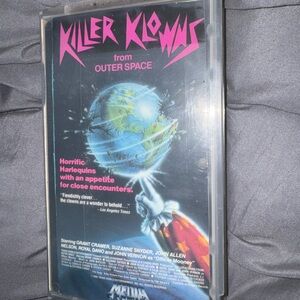 KILLER KLOWNS
from
OUTER SPACE
Horrific
Harlequins
with an appetite
for close encounters.
"Fiendishly clever ...
the clowns are a wonder to behold..."
- Los Angeles Times
Starring GRANT CRAMER, SUZANNE SNYDER, JOHN ALLEN
NELSON, ROYAL DANO and JOHN VERNON as "Officer Mooney"
MEDIA